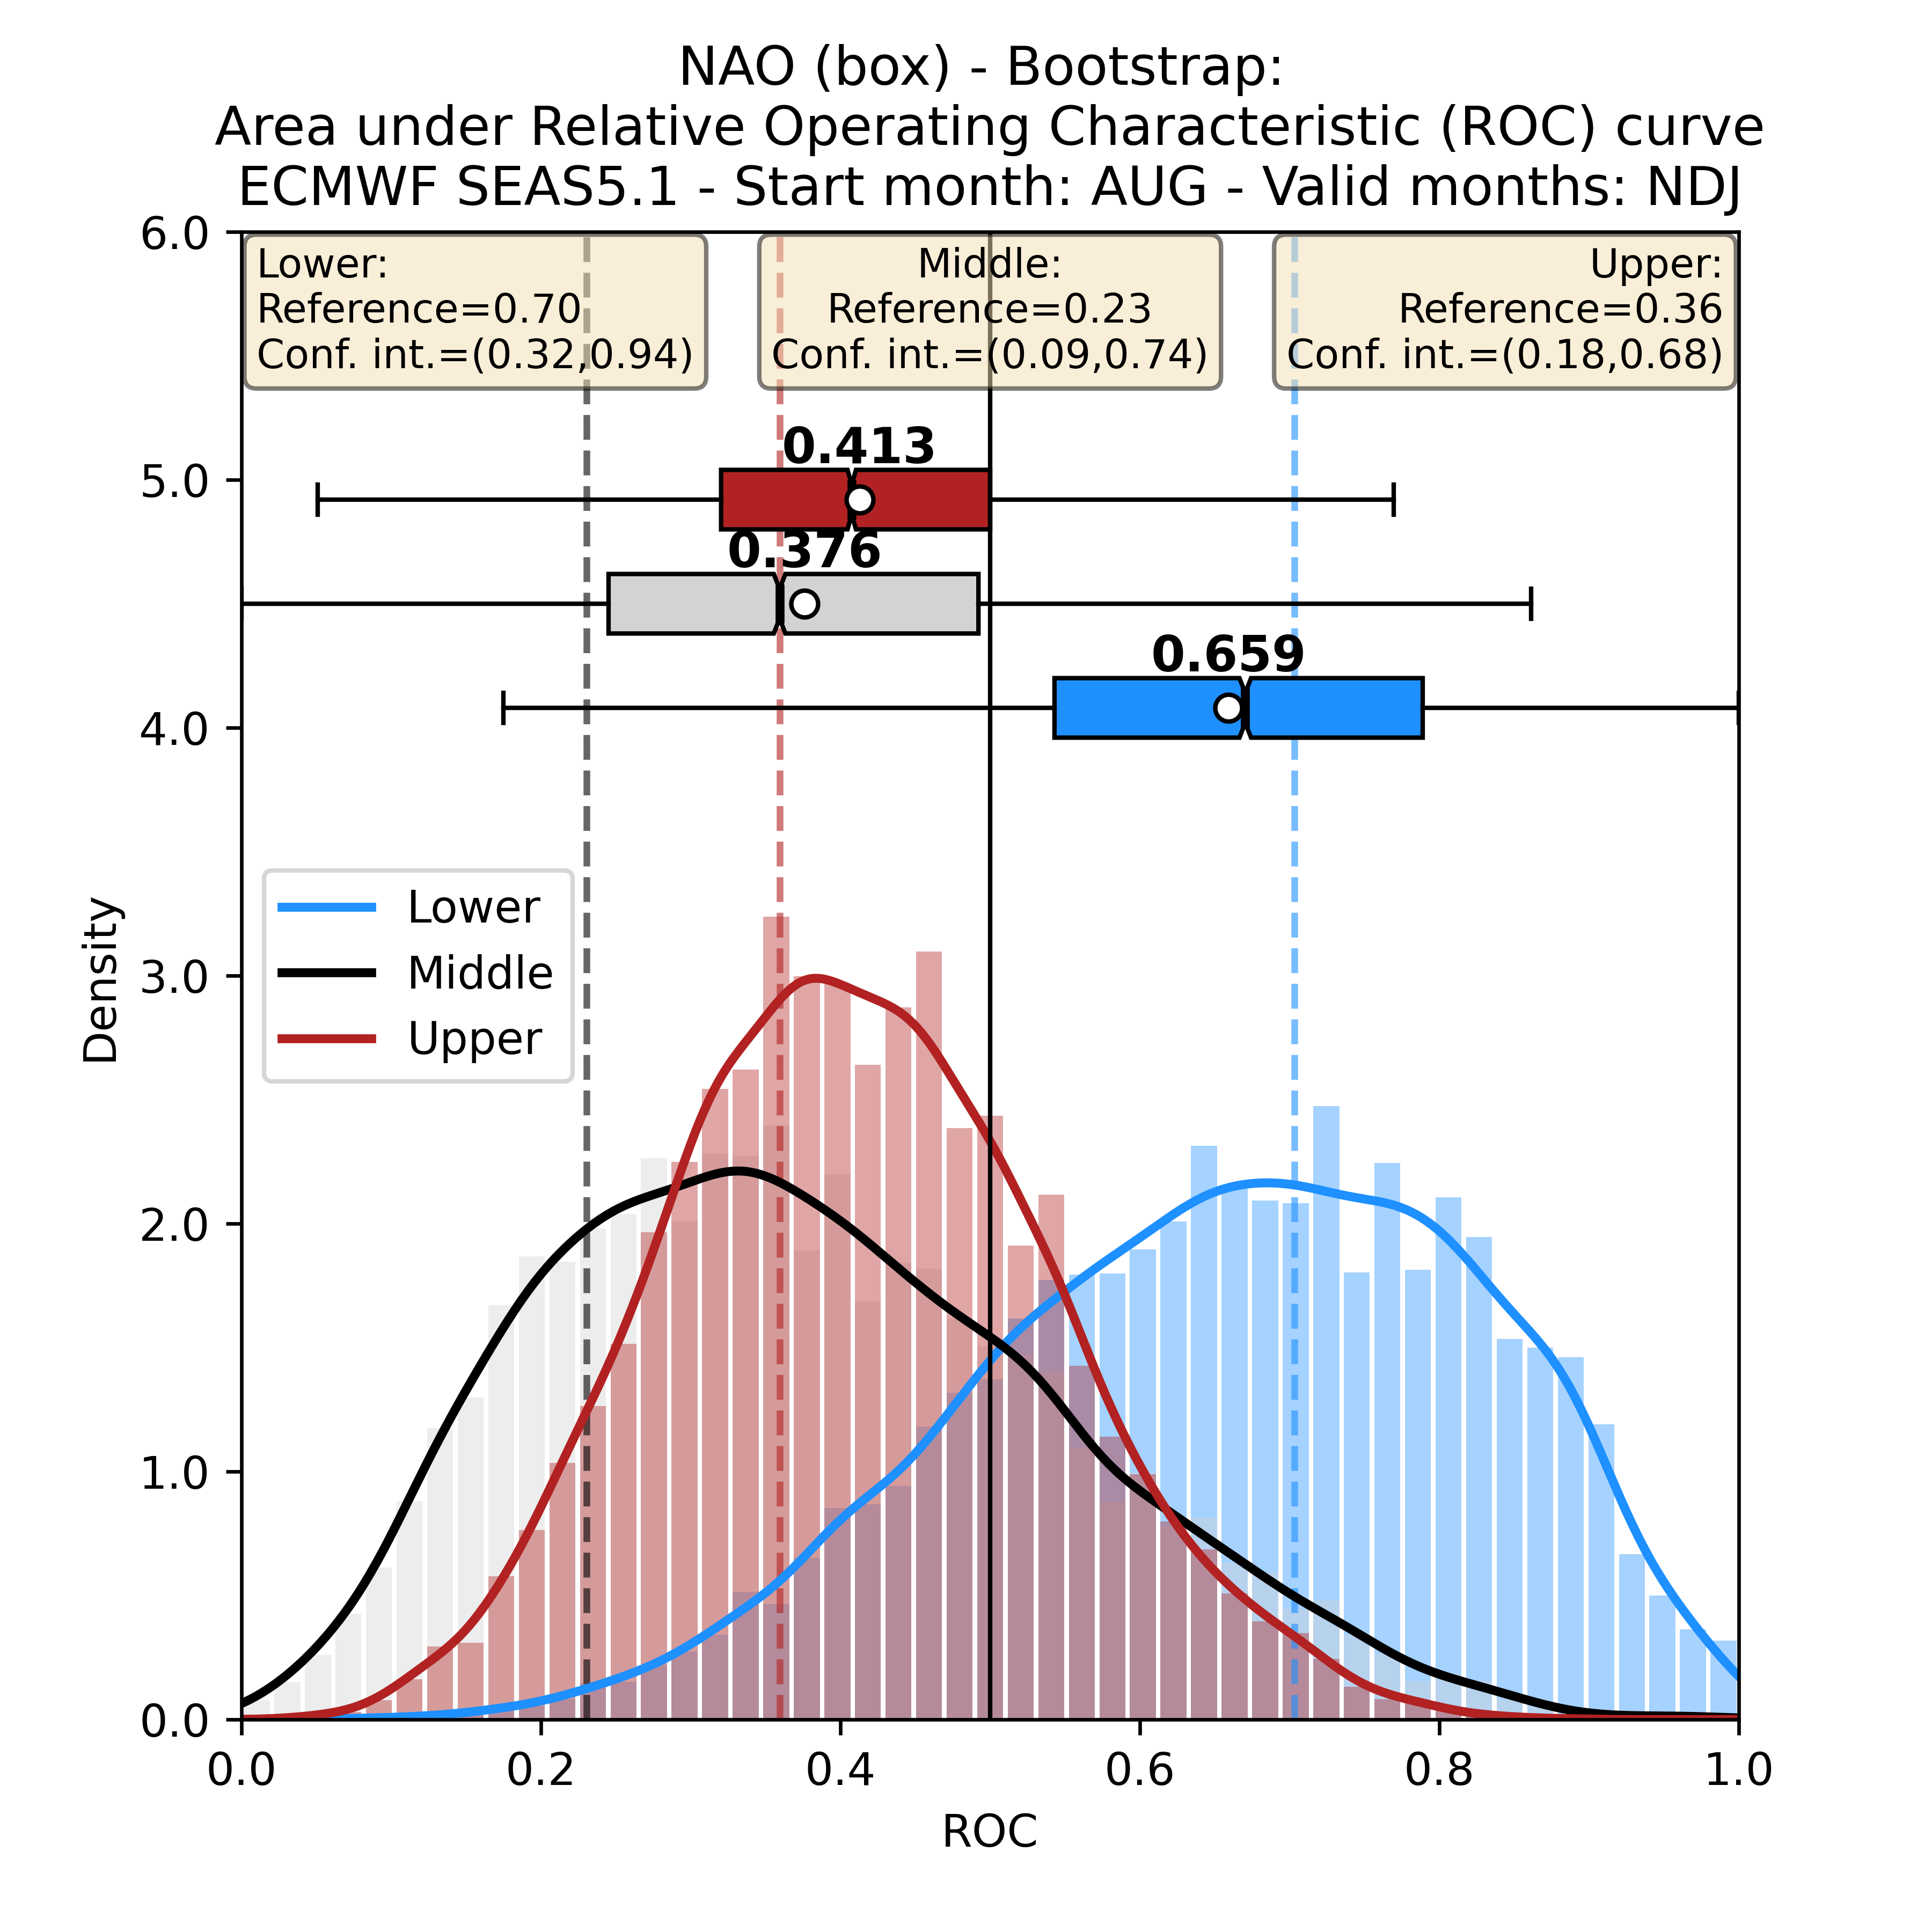 NAO (box) - Bootstrap:
Area under Relative Operating Characteristic (ROC) curve
ECMWF SEAS5.1 - Start month: AUG - Valid months: NDJ
6.0
Lower:
Reference=0.70
Conf. int.=(0.32,0.94)
Middle:
Reference=0.23
Conf. int.=(0.09,0.74)
Upper:
Reference=0.36
Conf. int.=(0.18,0.68)
0.413
5.0
0.376
0.659
4.0
Lower
Middle
Upper
Density
3.0
2.0
1.0
0.0
0.0 0.2 0.4 0.6 0.8 1.0
ROC